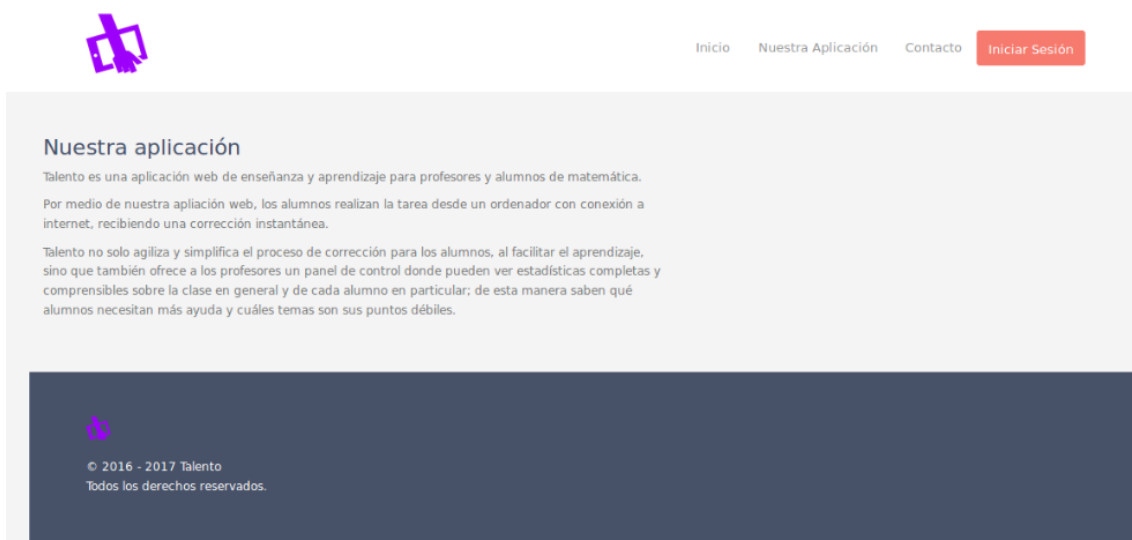 Inicio Nuestra Aplicación Contacto Iniciar Sesión
Nuestra aplicación
Talento es una aplicación web de enseñanza y aprendizaje para profesores y alumnos de matemática.
Por medio de nuestra apliación web, los alumnos realizan la tarea desde un ordenador con conexión a
internet, recibiendo una corrección instantánea.
Talento no solo agiliza y simplifica el proceso de corrección para los alumnos, al facilitar el aprendizaje,
sino que también ofrece a los profesores un panel de control donde pueden ver estadísticas completas y
comprensibles sobre la clase en general y de cada alumno en particular; de esta manera saben qué
alumnos necesitan más ayuda y cuáles temas son sus puntos débiles.
© 2016 - 2017 Talento
Todos los derechos reservados.